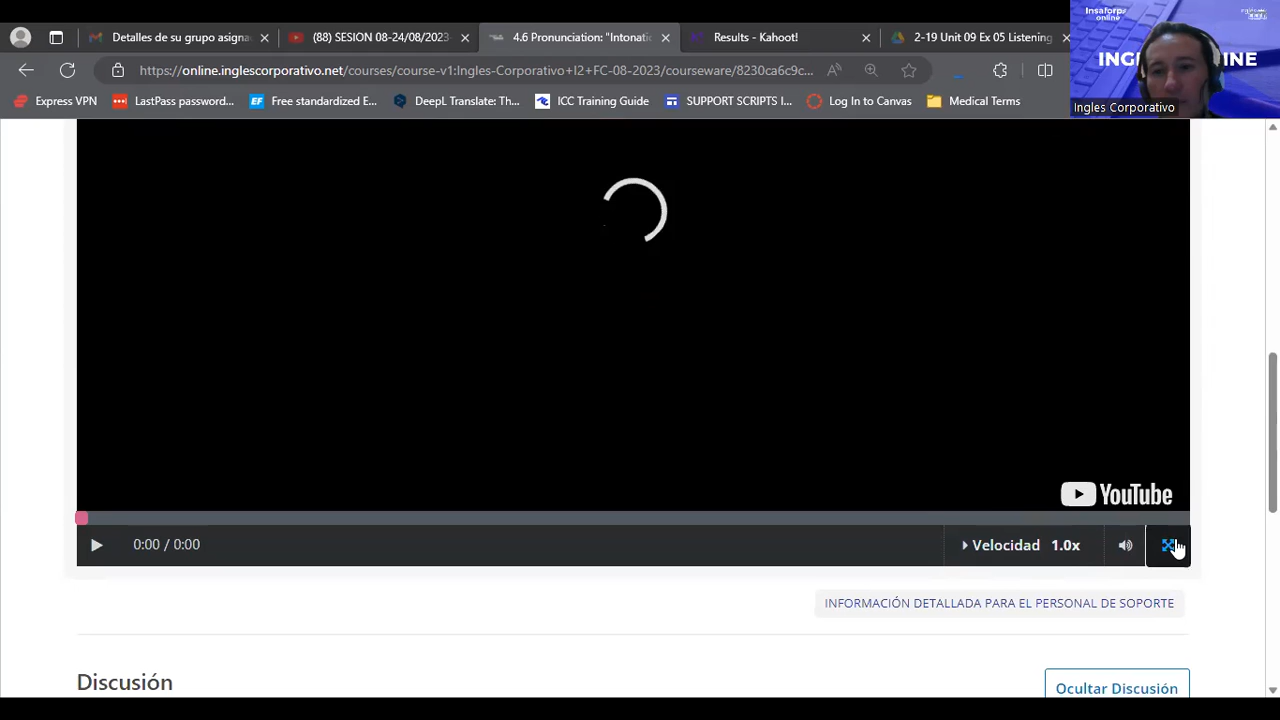 Detalles de su grupo asigna
(88) SESION 08-24/08/2023-
4.6 Pronunciation: "Intonatio
Results - Kahoot!
2-19 Unit 09 Ex 05 Listening
https://online.inglescorporativo.net/courses/course-v1:Ingles-Corporativo+I2+FC-08-2023/courseware/8230ca6c9c...
Express VPN
LastPass password...
EF Free standardized E...
DeepL Translate: Th...
ICC Training Guide
SUPPORT SCRIPTS I...
Log In to Canvas
Medical Terms
Insaforp
online
INGL
INE
Ingles Corporativo
YouTube
0:00 / 0:00
Velocidad 1.0x
INFORMACIÓN DETALLADA PARA EL PERSONAL DE SOPORTE
Discusión
Ocultar Discusión